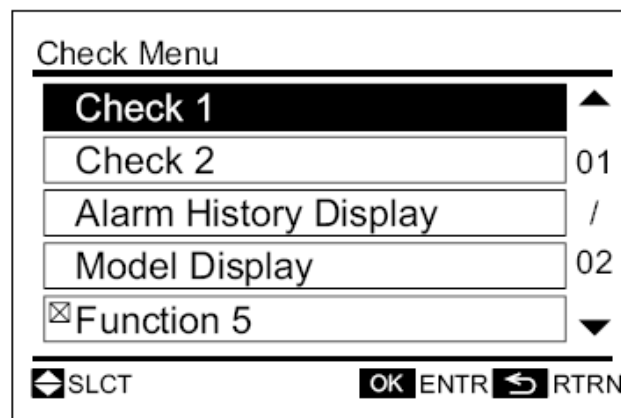 Check Menu
Check 1
Check 2
01
Alarm History Display
/
Model Display
02
Function 5
SLCT OK ENTR RTRN